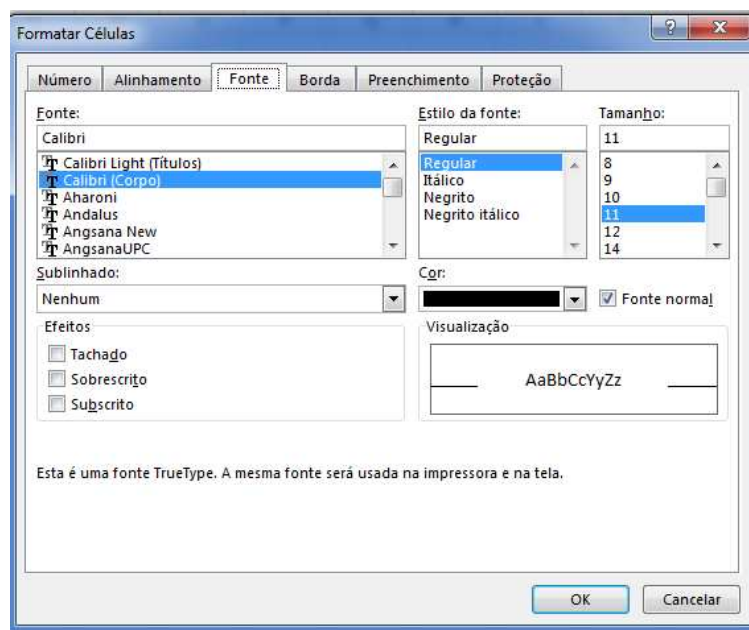 Formatar Células
Número Alinhamento Fonte Borda Preenchimento Proteção
Fonte: Estilo da fonte: Tamanho:
Calibri Regular 11
Calibri Light (Títulos) Regular 8
Calibri (Corpo) Itálico 9
Aharoni Negrito 10
Andalus Negrito itálico 11
Angsana New 12
AngsanaUPC 14
Sublinhado: Cor:
Nenhum Fonte normal
Efeitos Visualização
Tachado
Sobrescrito AaBbCcYyZz
Subscrito
Esta é uma fonte TrueType. A mesma fonte será usada na impressora e na tela.
OK Cancelar